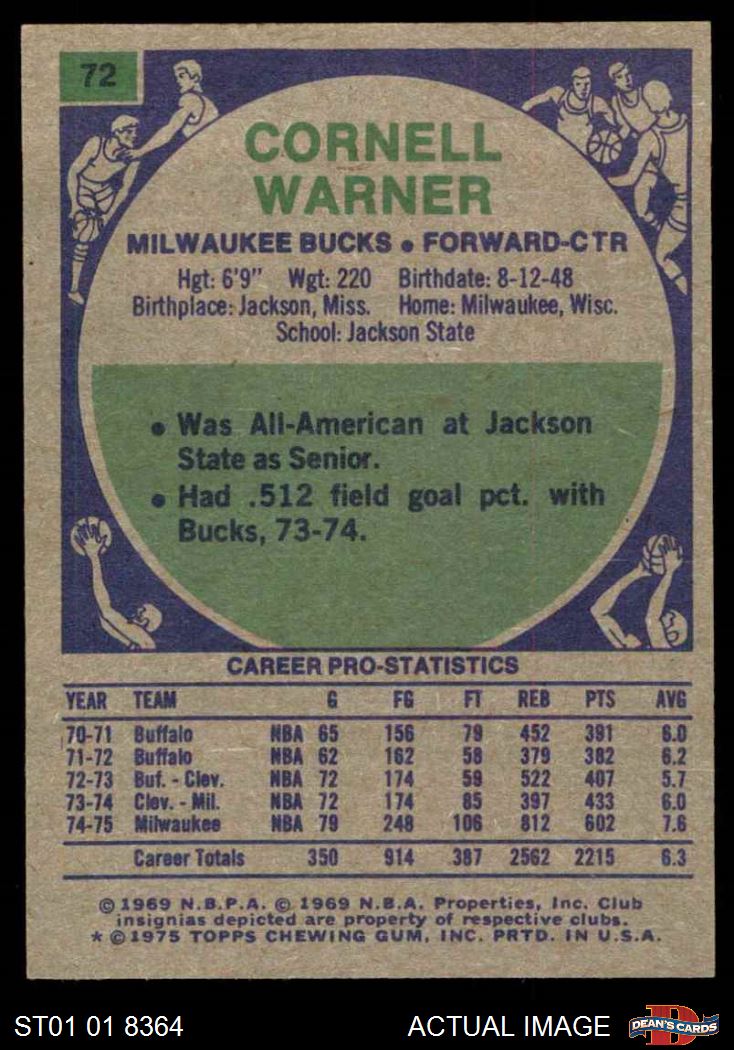 72
CORNELL
WARNER
MILWAUKEE BUCKS • FORWARD-CTR
Hgt: 6'9" Wgt: 220 Birthdate: 8-12-48
Birthplace: Jackson, Miss. Home: Milwaukee, Wisc.
School: Jackson State
• Was All-American at Jackson
State as Senior.
• Had .512 field goal pct. with
Bucks, 73-74.
CAREER PRO-STATISTICS
YEAR TEAM G FG FT REB PTS AVG
70-71 Buffalo NBA 65 156 79 452 391 6.0
71-72 Buffalo NBA 62 162 58 379 382 6.2
72-73 Buf. - Clev. NBA 72 174 59 522 407 5.7
73-74 Clev. - Mil. NBA 72 174 85 397 433 6.0
74-75 Milwaukee NBA 79 248 106 812 602 7.6
Career Totals 350 914 387 2562 2215 6.3
© 1969 N.B.P.A. © 1969 N.B.A. Properties, Inc. Club
insignias depicted are property of respective clubs.
* © 1975 TOPPS CHEWING GUM, INC. PRTD. IN U.S.A.
ST01 01 8364 ACTUAL IMAGE DEAN'S CARDS